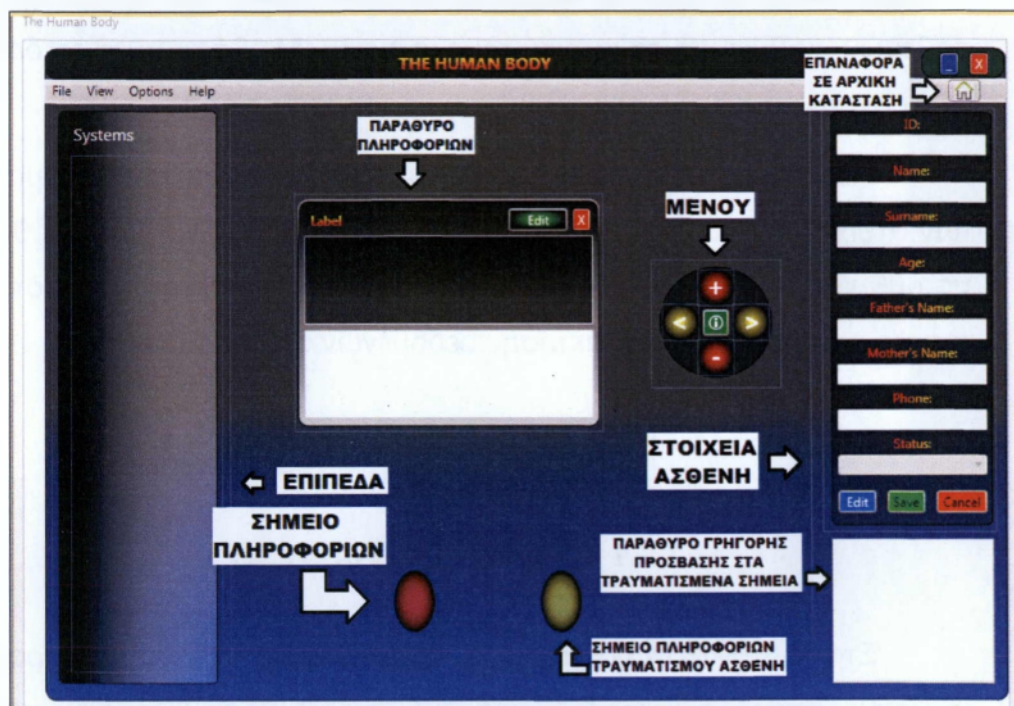 The Human Body
THE HUMAN BODY
_ X
File View Options Help
ΕΠΑΝΑΦΟΡΑ
ΣΕ ΑΡΧΙΚΗ
ΚΑΤΑΣΤΑΣΗ
Systems
ΠΑΡΑΘΥΡΟ
ΠΛΗΡΟΦΟΡΙΩΝ
Label
Edit X
ΜΕΝΟΥ
+
< i >
-
ID:
Name:
Surname:
Age:
Father's Name:
Mother's Name:
Phone:
Status:
Edit Save Cancel
ΣΤΟΙΧΕΙΑ
ΑΣΘΕΝΗ
ΕΠΙΠΕΔΑ
ΣΗΜΕΙΟ
ΠΛΗΡΟΦΟΡΙΩΝ
ΠΑΡΑΘΥΡΟ ΓΡΗΓΟΡΗΣ
ΠΡΟΣΒΑΣΗΣ ΣΤΑ
ΤΡΑΥΜΑΤΙΣΜΕΝΑ ΣΗΜΕΙΑ
ΣΗΜΕΙΟ ΠΛΗΡΟΦΟΡΙΩΝ
ΤΡΑΥΜΑΤΙΣΜΟΥ ΑΣΘΕΝΗ